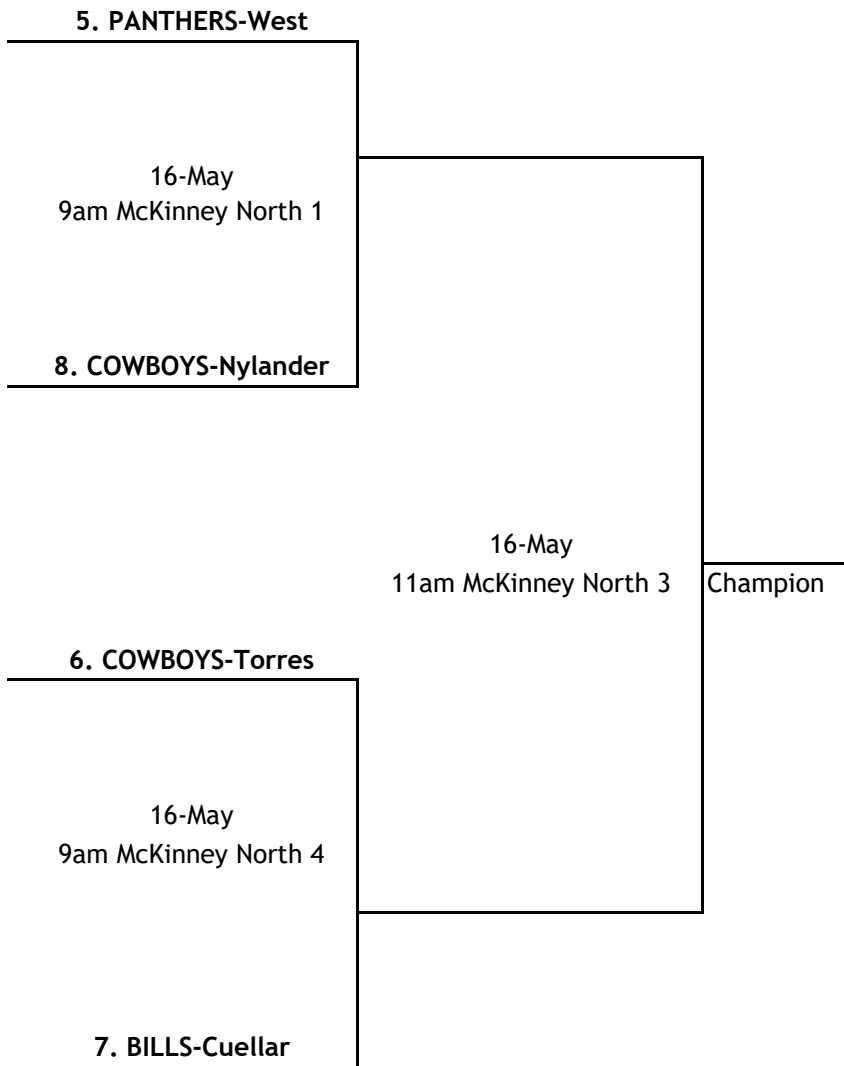 5. PANTHERS-West
16-May
9am McKinney North 1
8. COWBOYS-Nylander
16-May
11am McKinney North 3
Champion
6. COWBOYS-Torres
16-May
9am McKinney North 4
7. BILLS-Cuellar